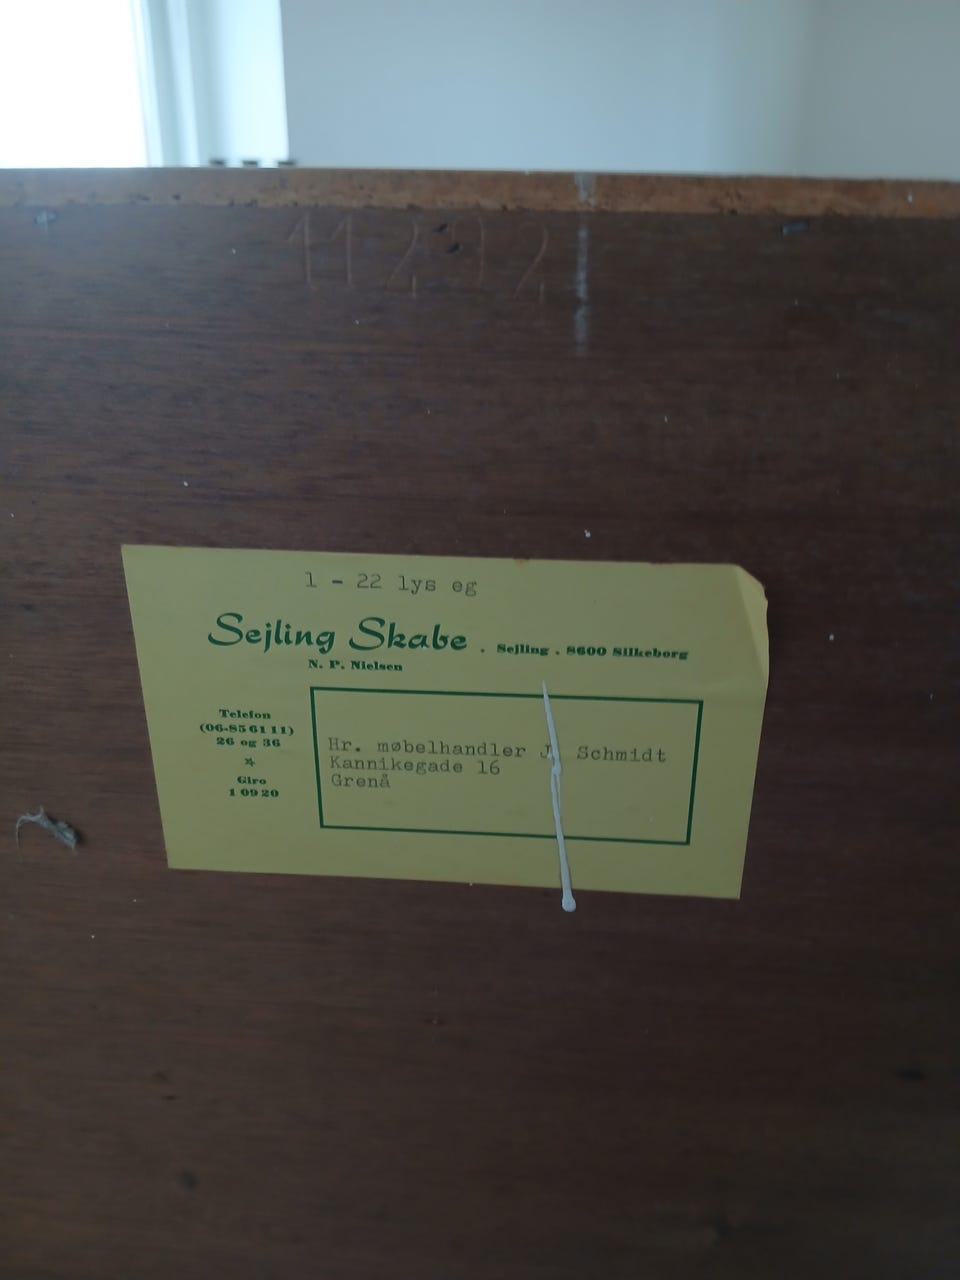 11292
1 - 22 lys eg
Sejling Skabe . Sejling . 8600 Silkeborg
N. P. Nielsen
Telefon
(06-85 61 11)
26 og 36
Giro
1 09 20
Hr. møbelhandler J. Schmidt
Kannikegade 16
Grenå